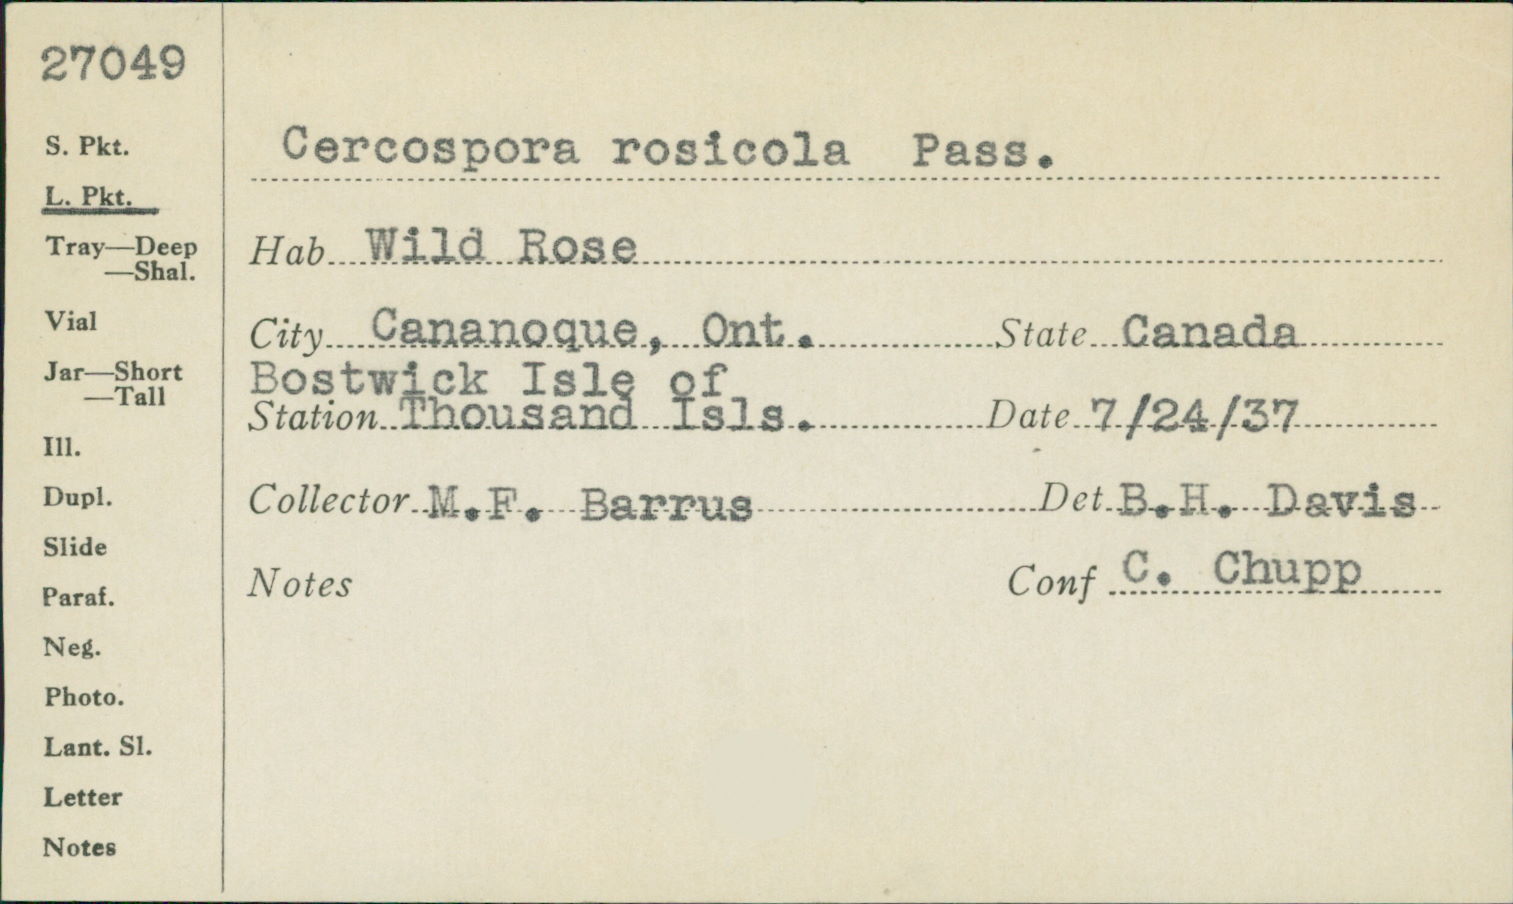 27049
S. Pkt.
L. Pkt.
Tray—Deep
—Shal.
Vial
Jar—Short
—Tall
Ill.
Dupl.
Slide
Paraf.
Neg.
Photo.
Lant. Sl.
Letter
Notes
Cercospora rosicola Pass.
Hab Wild Rose
City Cananoque, Ont. State Canada
Bostwick Isle of
Station Thousand Isls. Date 7/24/37
Collector M.F. Barrus Det B.H. Davis
Notes Conf C. Chupp